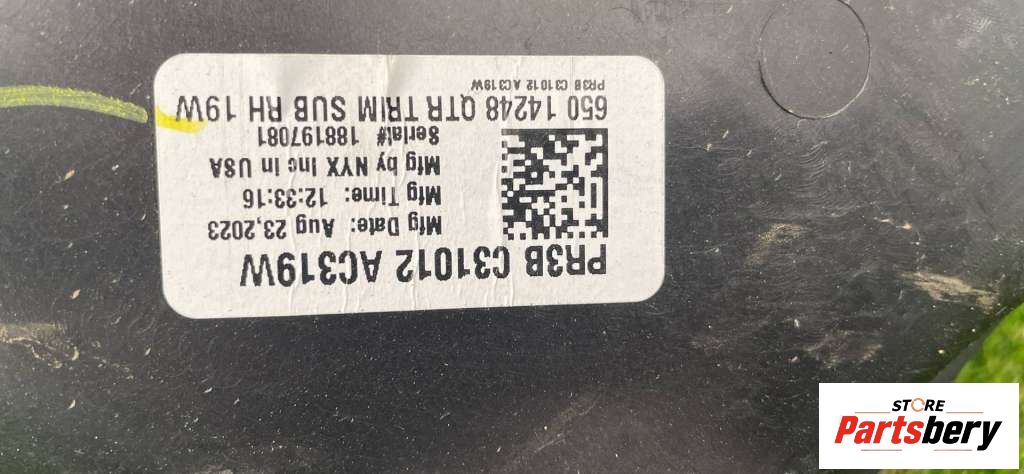 PR3B C31012 AC319W
Mfg Date: Aug 23,2023
Mfg Time: 12:33:16
Mfg by NYX Inc in USA
Serial# 188197081
650 14248 QTR TRIM SUB RH 19W
PR3B C31012 AC319W
STORE
Partsbery